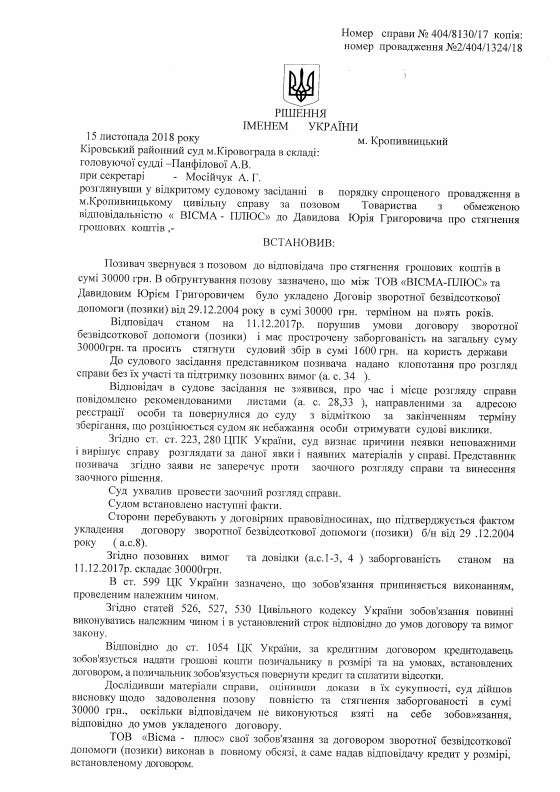 Номер справи № 404/8130/17 копія:
номер провадження №2/404/1324/18
РІШЕННЯ
ІМЕНЕМ УКРАЇНИ
15 листопада 2018 року м. Кропивницький
Кіровський районний суд м.Кіровограда в складі:
головуючої судді –Панфілової А.В.
при секретарі - Мосійчук А. Г.
розглянувши у відкритому судовому засіданні в порядку спрощеного провадження в
м.Кропивницькому цивільну справу за позовом Товариства з обмеженою
відповідальністю « ВІСМА - ПЛЮС» до Давидова Юрія Григоровича про стягнення
грошових коштів ,-
ВСТАНОВИВ:
Позивач звернувся з позовом до відповідача про стягнення грошових коштів в
сумі 30000 грн. В обґрунтування позову зазначено, що між ТОВ «ВІСМА-ПЛЮС» та
Давидовим Юрієм Григоровичем було укладено Договір зворотної безвідсоткової
допомоги (позики) від 29.12.2004 року в сумі 30000 грн. терміном на п»ять років.
Відповідач станом на 11.12.2017р. порушив умови договору зворотної
безвідсоткової допомоги (позики) і має прострочену заборгованість на загальну суму
30000грн. та просить стягнути судовий збір в сумі 1600 грн. на користь держави
До судового засідання представником позивача надано клопотання про розгляд
справи без їх участі та підтримку позовних вимог (а. с. 34 ).
Відповідач в судове засідання не з»явився, про час і місце розгляду справи
повідомлено рекомендованими листами (а. с. 28,33 ), направленими за адресою
реєстрації особи та повернулися до суду з відміткою за закінченням терміну
зберігання, що розцінюється судом як небажання особи отримувати судові виклики.
Згідно ст. ст. 223, 280 ЦПК України, суд визнає причини неявки неповажними
і вирішує справу розглядати за даної явки і наявних матеріалів у справі. Представник
позивача згідно заяви не заперечує проти заочного розгляду справи та винесення
заочного рішення.
Суд ухвалив провести заочний розгляд справи.
Судом встановлено наступні факти.
Сторони перебувають у договірних правовідносинах, що підтверджується фактом
укладення договору зворотної безвідсоткової допомоги (позики) б/н від 29 .12.2004
року ( а.с.8).
Згідно позовних вимог та довідки (а.с.1-3, 4 ) заборгованість станом на
11.12.2017р. складає 30000грн.
В ст. 599 ЦК України зазначено, що зобов'язання припиняється виконанням,
проведеним належним чином.
Згідно статей 526, 527, 530 Цивільного кодексу України зобов'язання повинні
виконуватись належним чином і в установлений строк відповідно до умов договору та вимог
закону.
Відповідно до ст. 1054 ЦК України, за кредитним договором кредитодавець
зобов'язується надати грошові кошти позичальнику в розмірі та на умовах, встановлених
договором, а позичальник зобов'язується повернути кредит та сплатити відсотки.
Дослідивши матеріали справи, оцінивши докази в їх сукупності, суд дійшов
висновку щодо задоволення позову повністю та стягнення заборгованості в сумі
30000 грн., оскільки відповідачем не виконуються взяті на себе зобов»язання,
відповідно до умов укладеного договору.
ТОВ «Вісма - плюс» свої зобов'язання за договором зворотної безвідсоткової
допомоги (позики) виконав в повному обсязі, а саме надав відповідачу кредит у розмірі,
встановленому договором.